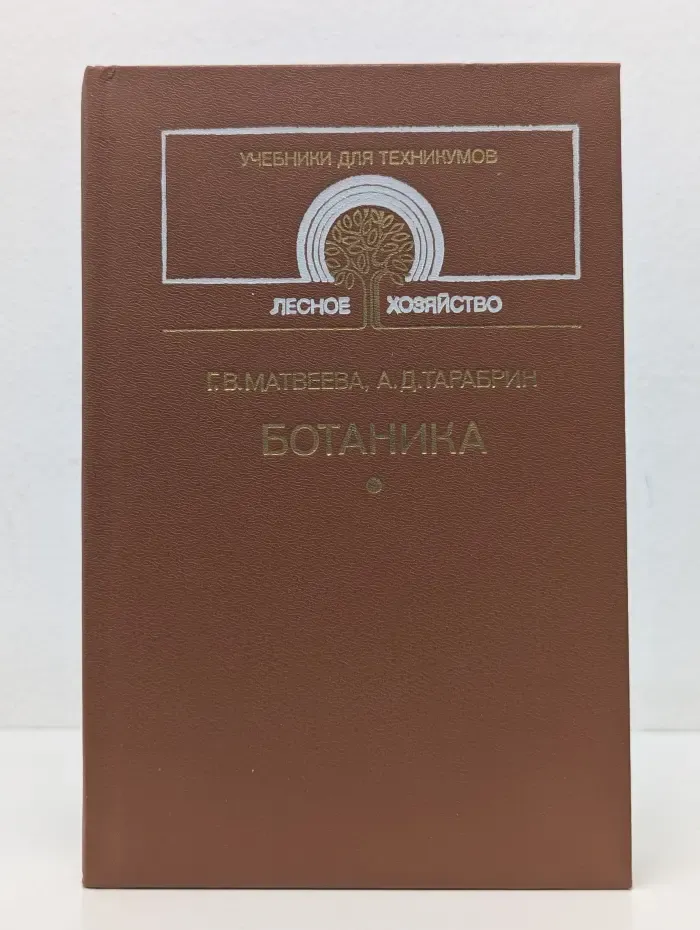 УЧЕБНИКИ ДЛЯ ТЕХНИКУМОВ
ЛЕСНОЕ ХОЗЯЙСТВО
Г.В.МАТВЕЕВА, А.Д.ТАРАБРИН
БОТАНИКА